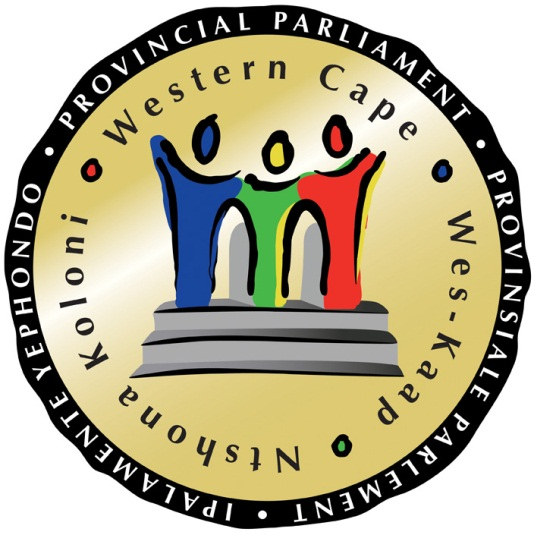 PROVINCIAL PARLIAMENT • PROVINSIALE PARLEMENT • IPALAMENTE YEPHONDO •
Western Cape
Wes-Kaap
Ntshona Koloni